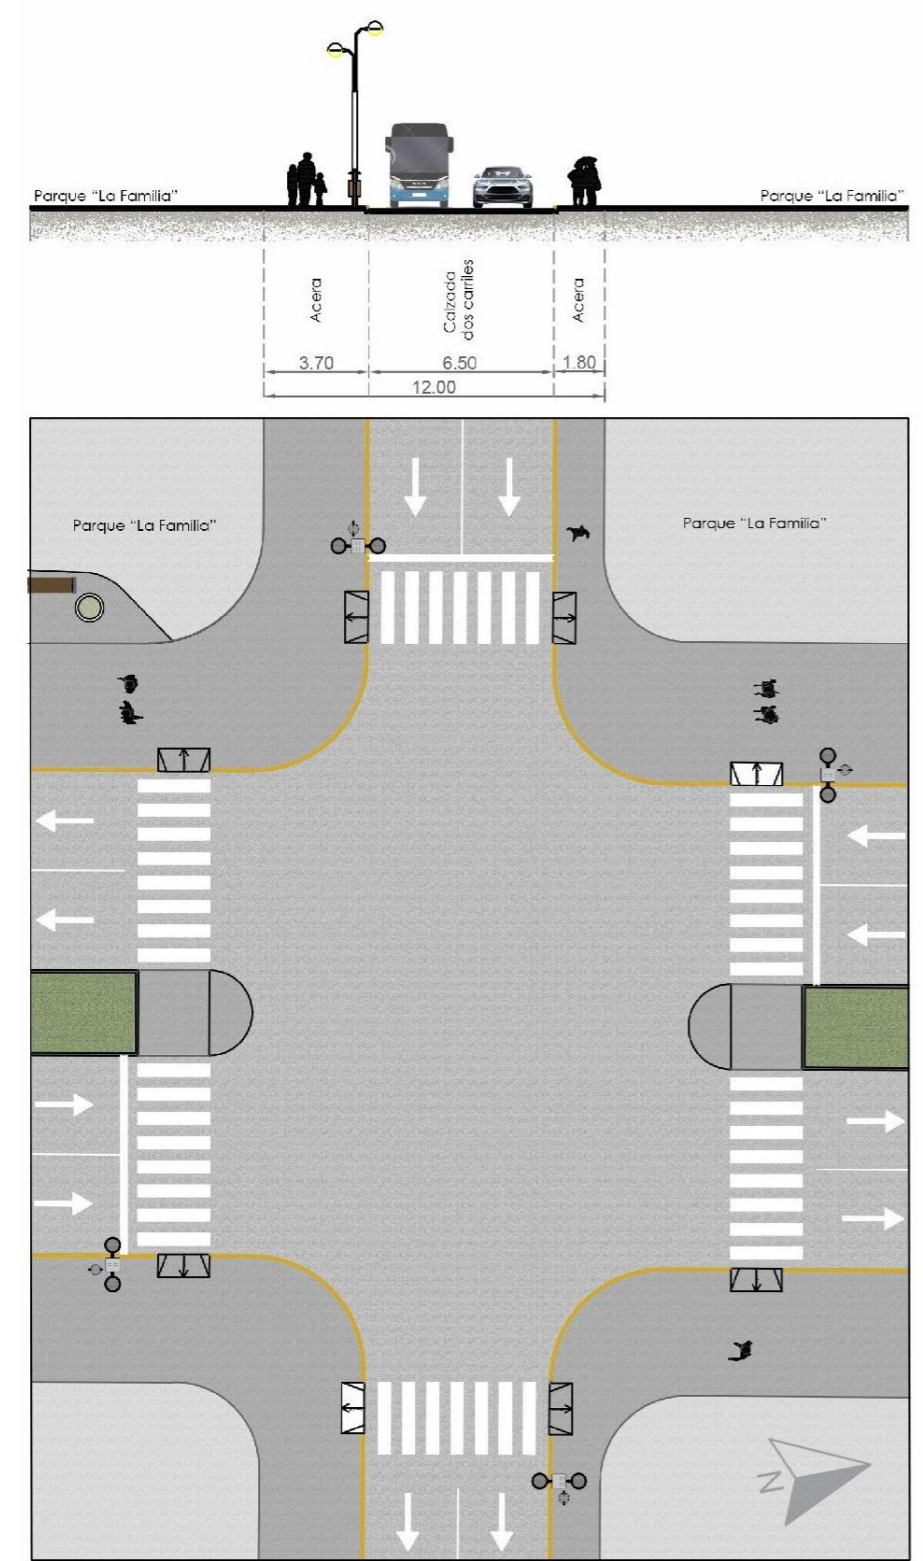 Parque “La Familia”
Parque “La Familia”
Acera
Calzada
dos carriles
Acera
3.70
6.50
1.80
12.00
Parque “La Familia”
Parque “La Familia”
N